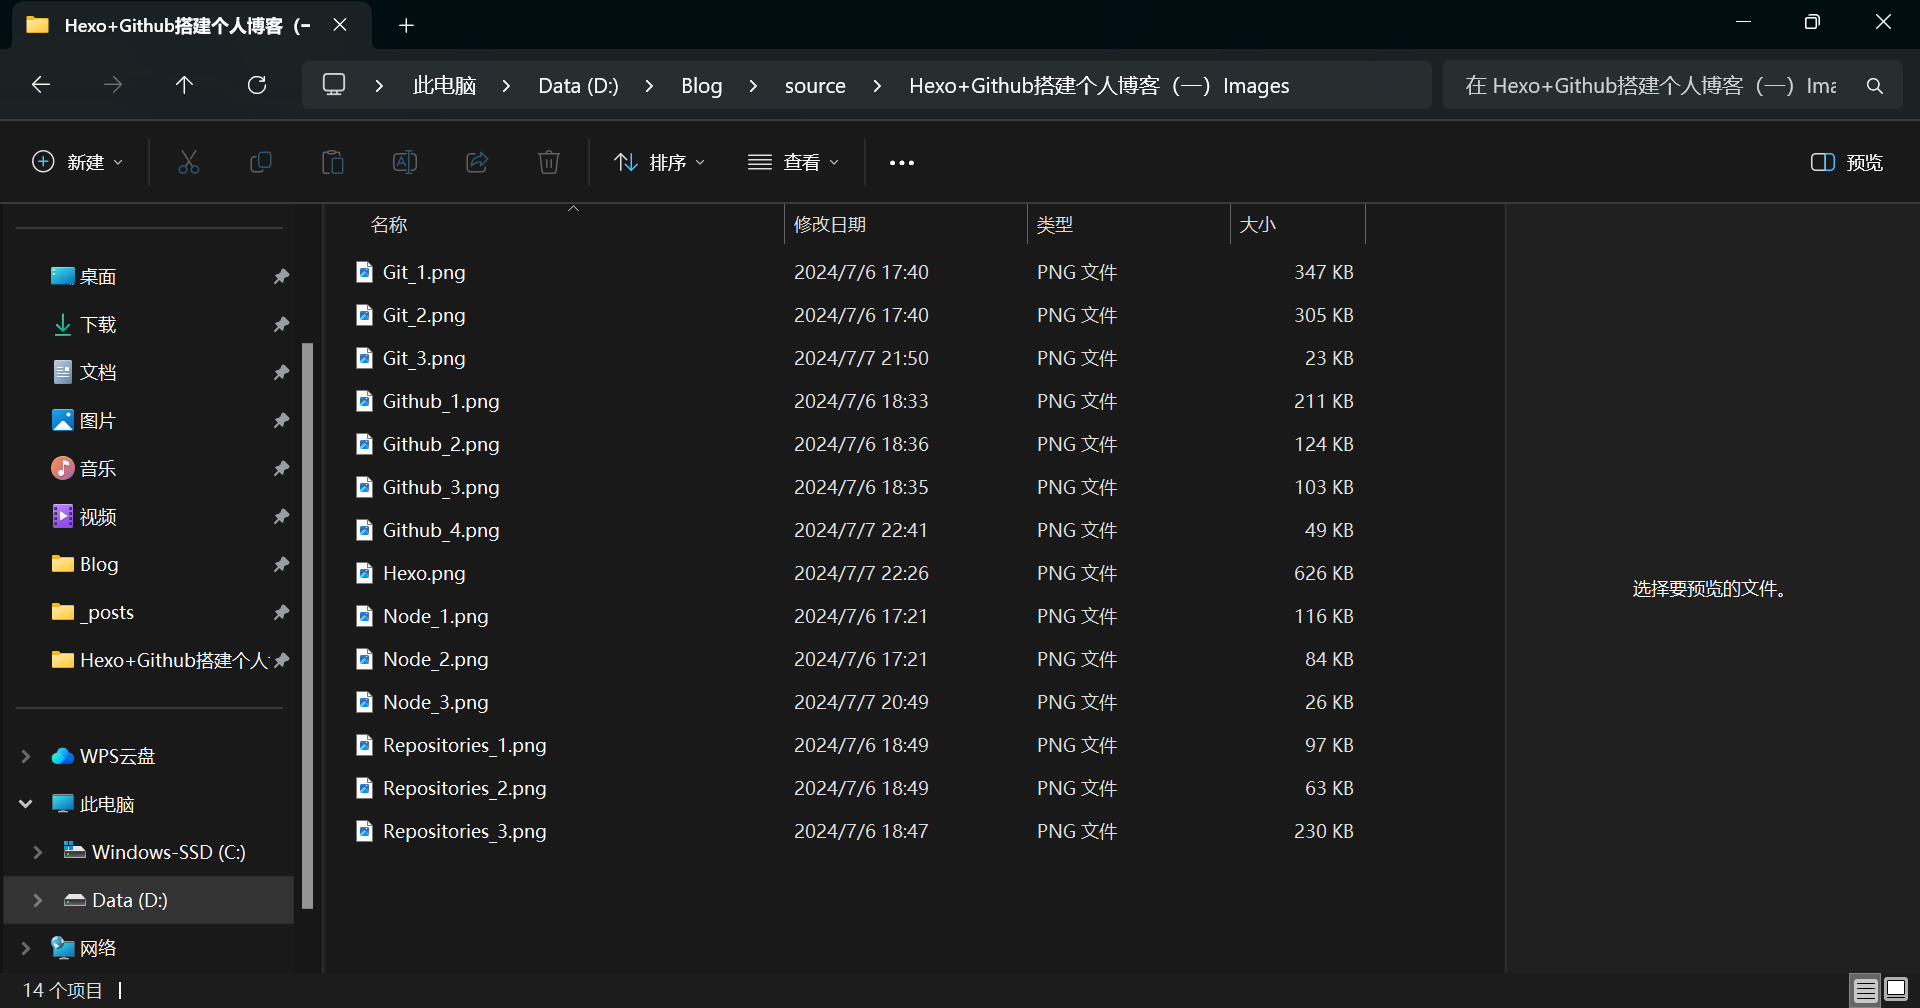 Hexo+Github搭建个人博客（-
此电脑 > Data (D:) > Blog > source > Hexo+Github搭建个人博客（一）Images
在 Hexo+Github搭建个人博客（一）Ima
新建
排序
查看
预览
名称 修改日期 类型 大小
桌面
下载
文档
图片
音乐
视频
Blog
_posts
Hexo+Github搭建个人
WPS云盘
此电脑
Windows-SSD (C:)
Data (D:)
网络
Git_1.png 2024/7/6 17:40 PNG 文件 347 KB
Git_2.png 2024/7/6 17:40 PNG 文件 305 KB
Git_3.png 2024/7/7 21:50 PNG 文件 23 KB
Github_1.png 2024/7/6 18:33 PNG 文件 211 KB
Github_2.png 2024/7/6 18:36 PNG 文件 124 KB
Github_3.png 2024/7/6 18:35 PNG 文件 103 KB
Github_4.png 2024/7/7 22:41 PNG 文件 49 KB
Hexo.png 2024/7/7 22:26 PNG 文件 626 KB
Node_1.png 2024/7/6 17:21 PNG 文件 116 KB
Node_2.png 2024/7/6 17:21 PNG 文件 84 KB
Node_3.png 2024/7/7 20:49 PNG 文件 26 KB
Repositories_1.png 2024/7/6 18:49 PNG 文件 97 KB
Repositories_2.png 2024/7/6 18:49 PNG 文件 63 KB
Repositories_3.png 2024/7/6 18:47 PNG 文件 230 KB
选择要预览的文件。
14 个项目